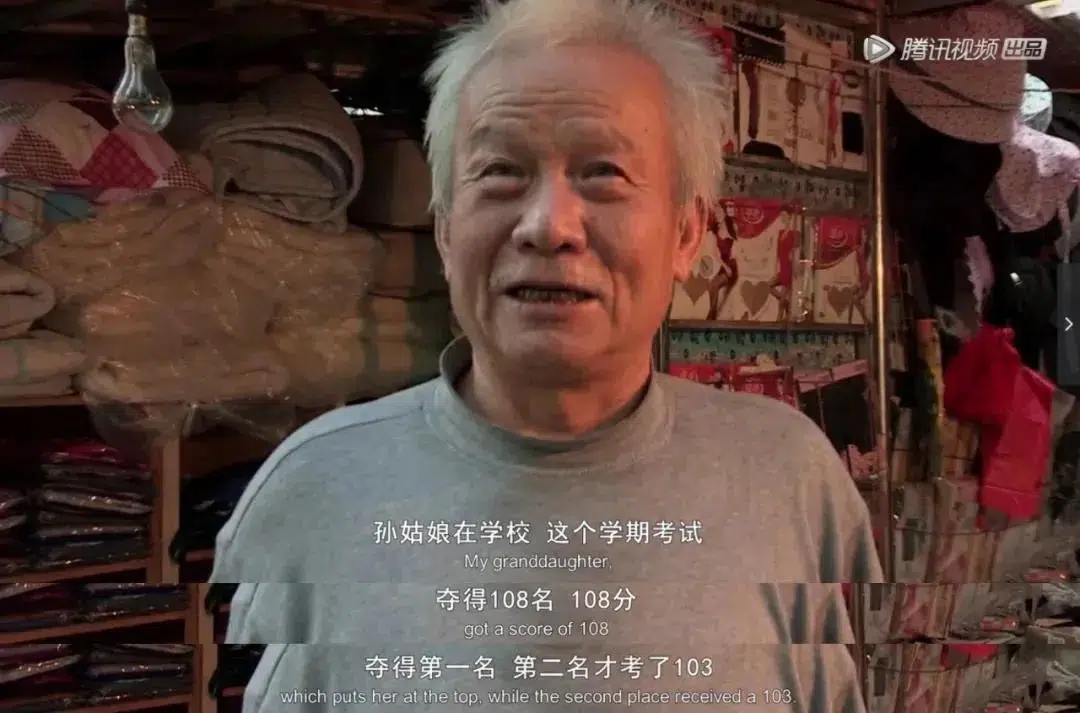 腾讯视频 出品
孙姑娘在学校 这个学期考试
My granddaughter,
夺得108名 108分
got a score of 108
夺得第一名 第二名才考了103
which puts her at the top, while the second place received a 103.